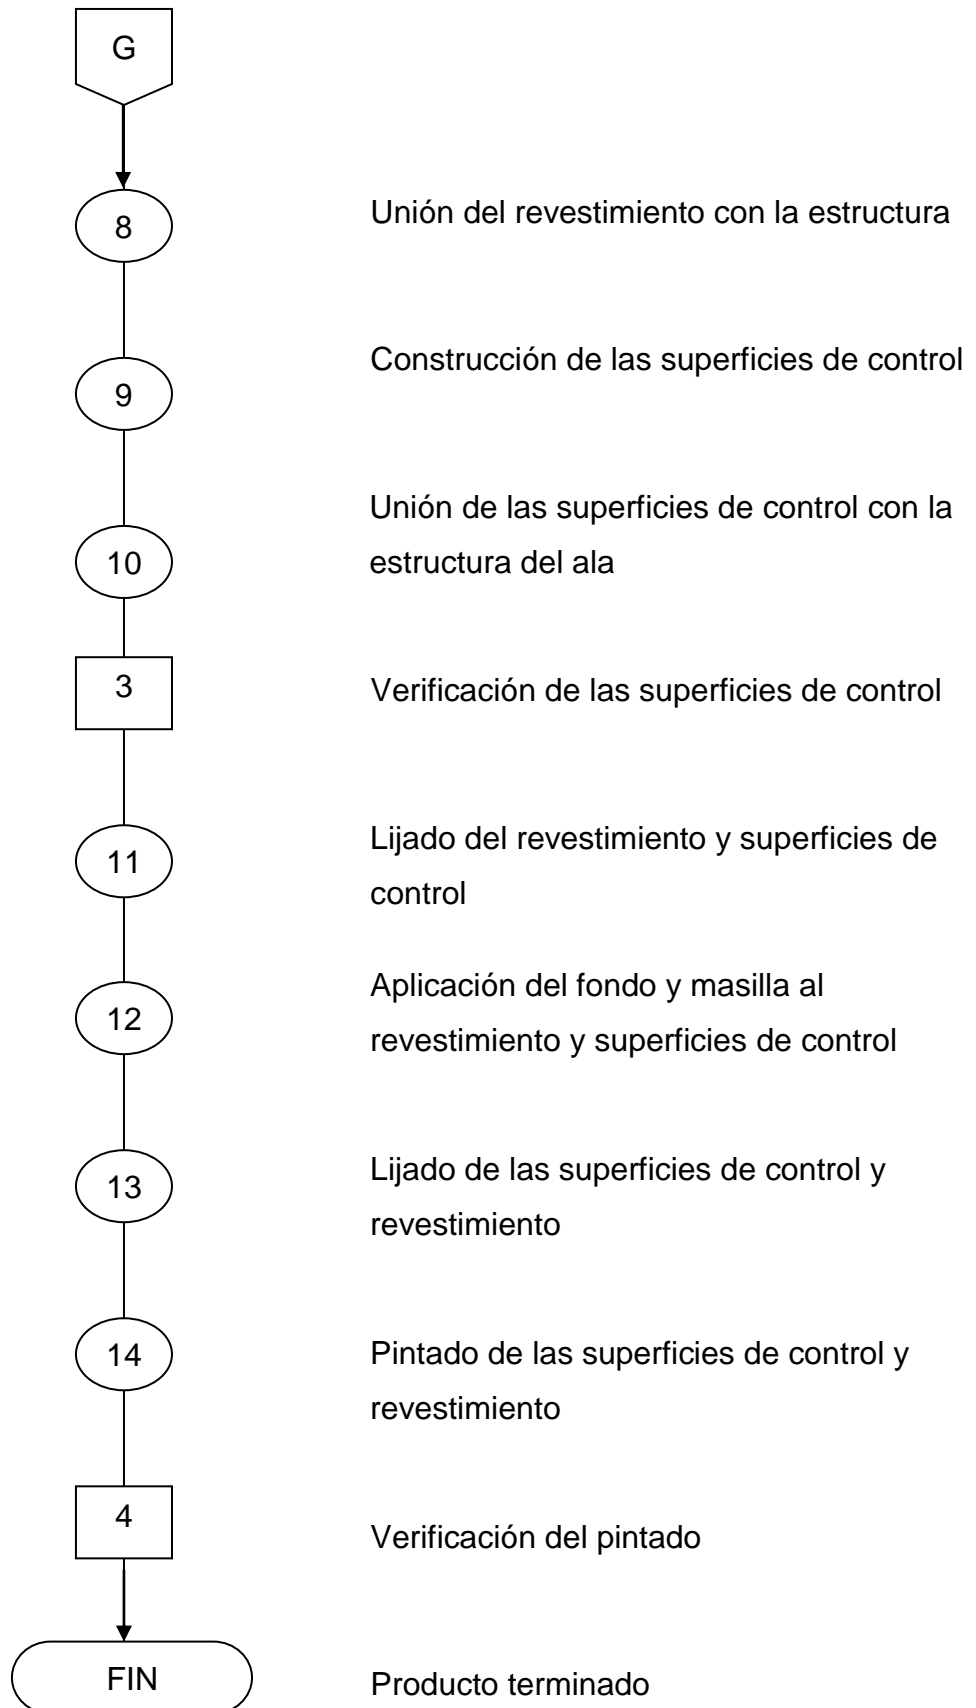 G
8
Unión del revestimiento con la estructura
9
Construcción de las superficies de control
10
Unión de las superficies de control con la
estructura del ala
3
Verificación de las superficies de control
11
Lijado del revestimiento y superficies de
control
12
Aplicación del fondo y masilla al
revestimiento y superficies de control
13
Lijado de las superficies de control y
revestimiento
14
Pintado de las superficies de control y
revestimiento
4
Verificación del pintado
FIN
Producto terminado